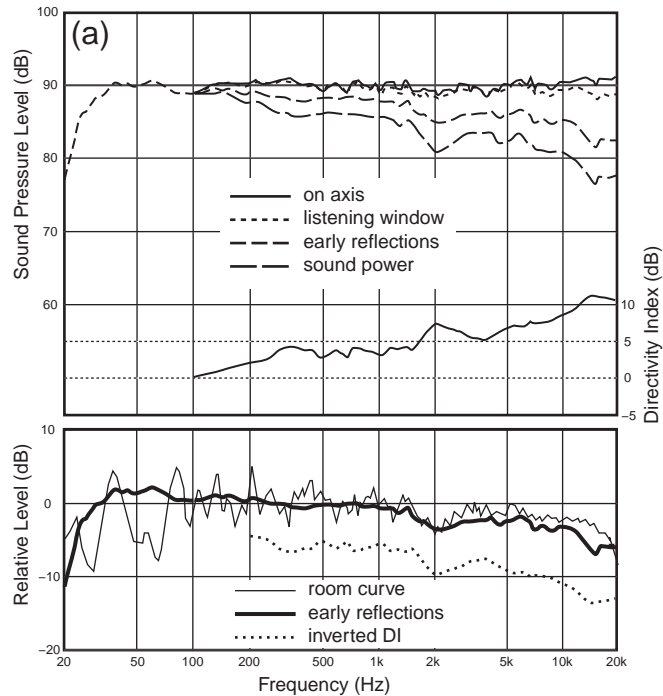 (a)
Sound Pressure Level (dB)
100
90
80
70
60
on axis
listening window
early reflections
sound power
Directivity Index (dB)
10
5
0
–5
Relative Level (dB)
10
0
–10
–20
room curve
early reflections
inverted DI
20 50 100 200 500 1k 2k 5k 10k 20k
Frequency (Hz)